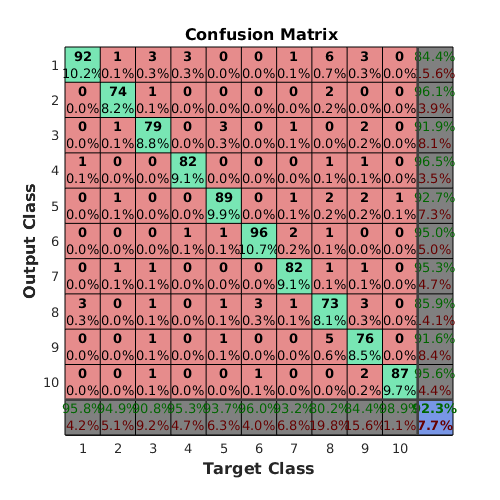 Confusion Matrix
92 1 3 3 0 0 1 6 3 0 84.4%
1
10.2% 0.1% 0.3% 0.3% 0.0% 0.0% 0.1% 0.7% 0.3% 0.0% 15.6%
0 74 1 0 0 0 0 2 0 0 96.1%
2
0.0% 8.2% 0.1% 0.0% 0.0% 0.0% 0.0% 0.2% 0.0% 0.0% 3.9%
0 1 79 0 3 0 1 0 2 0 91.9%
3
0.0% 0.1% 8.8% 0.0% 0.3% 0.0% 0.1% 0.0% 0.2% 0.0% 8.1%
1 0 0 82 0 0 0 1 1 0 96.5%
4
0.1% 0.0% 0.0% 9.1% 0.0% 0.0% 0.0% 0.1% 0.1% 0.0% 3.5%
0 1 0 0 89 0 1 2 2 1 92.7%
5
0.0% 0.1% 0.0% 0.0% 9.9% 0.0% 0.1% 0.2% 0.2% 0.1% 7.3%
0 0 0 1 1 96 2 1 0 0 95.0%
6
0.0% 0.0% 0.0% 0.1% 0.1% 10.7% 0.2% 0.1% 0.0% 0.0% 5.0%
0 1 1 0 0 0 82 1 1 0 95.3%
7
0.0% 0.1% 0.1% 0.0% 0.0% 0.0% 9.1% 0.1% 0.1% 0.0% 4.7%
3 0 1 0 1 3 1 73 3 0 85.9%
8
0.3% 0.0% 0.1% 0.0% 0.1% 0.3% 0.1% 8.1% 0.3% 0.0% 14.1%
0 0 1 0 1 0 0 5 76 0 91.6%
9
0.0% 0.0% 0.1% 0.0% 0.1% 0.0% 0.0% 0.6% 8.5% 0.0% 8.4%
0 0 1 0 0 1 0 0 2 87 95.6%
10
0.0% 0.0% 0.1% 0.0% 0.0% 0.1% 0.0% 0.0% 0.2% 9.7% 4.4%
95.8% 94.9% 90.8% 95.3% 93.7% 96.0% 93.2% 80.2% 84.4% 98.9% 92.3%
4.2% 5.1% 9.2% 4.7% 6.3% 4.0% 6.8% 19.8% 15.6% 1.1% 7.7%
1 2 3 4 5 6 7 8 9 10
Target Class
Output Class